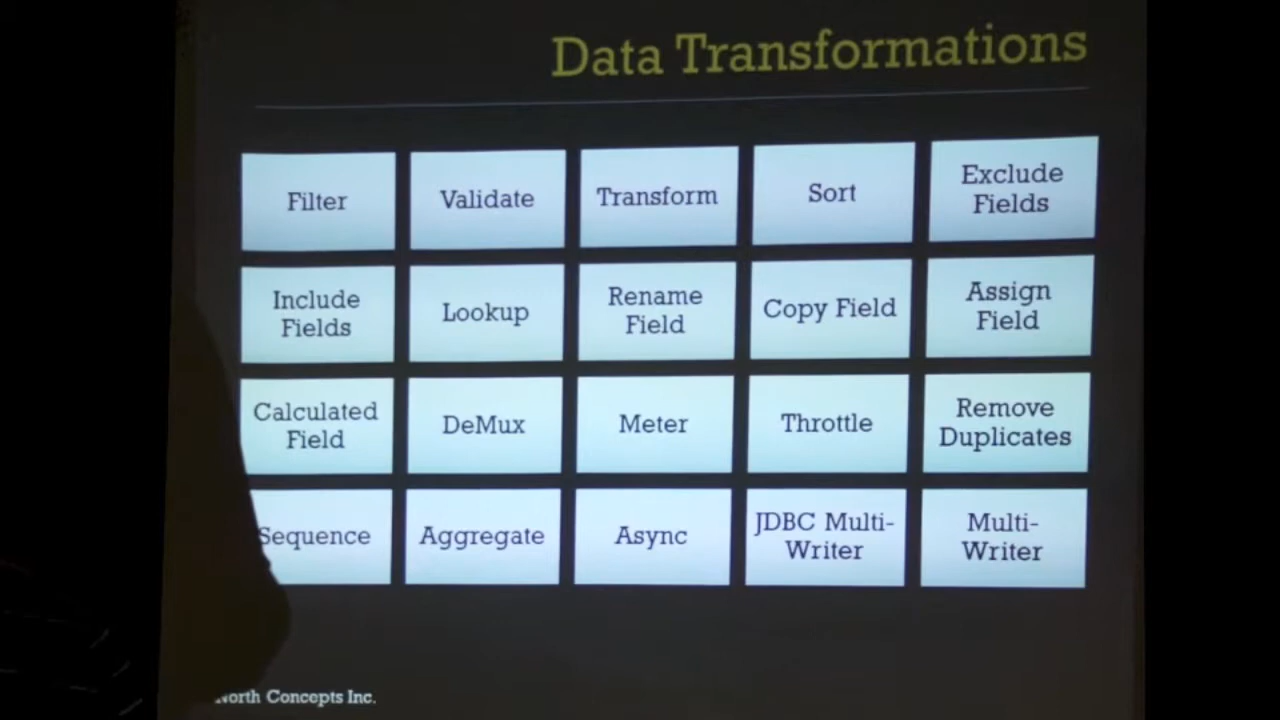 Data Transformations
Filter
Validate
Transform
Sort
Exclude
Fields
Include
Fields
Lookup
Rename
Field
Copy Field
Assign
Field
Calculated
Field
DeMux
Meter
Throttle
Remove
Duplicates
Sequence
Aggregate
Async
JDBC Multi-
Writer
Multi-
Writer
North Concepts Inc.